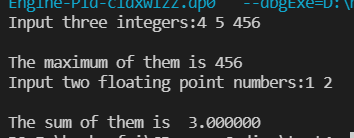 Input three integers:4 5 456
The maximum of them is 456
Input two floating point numbers:1 2
The sum of them is  3.000000